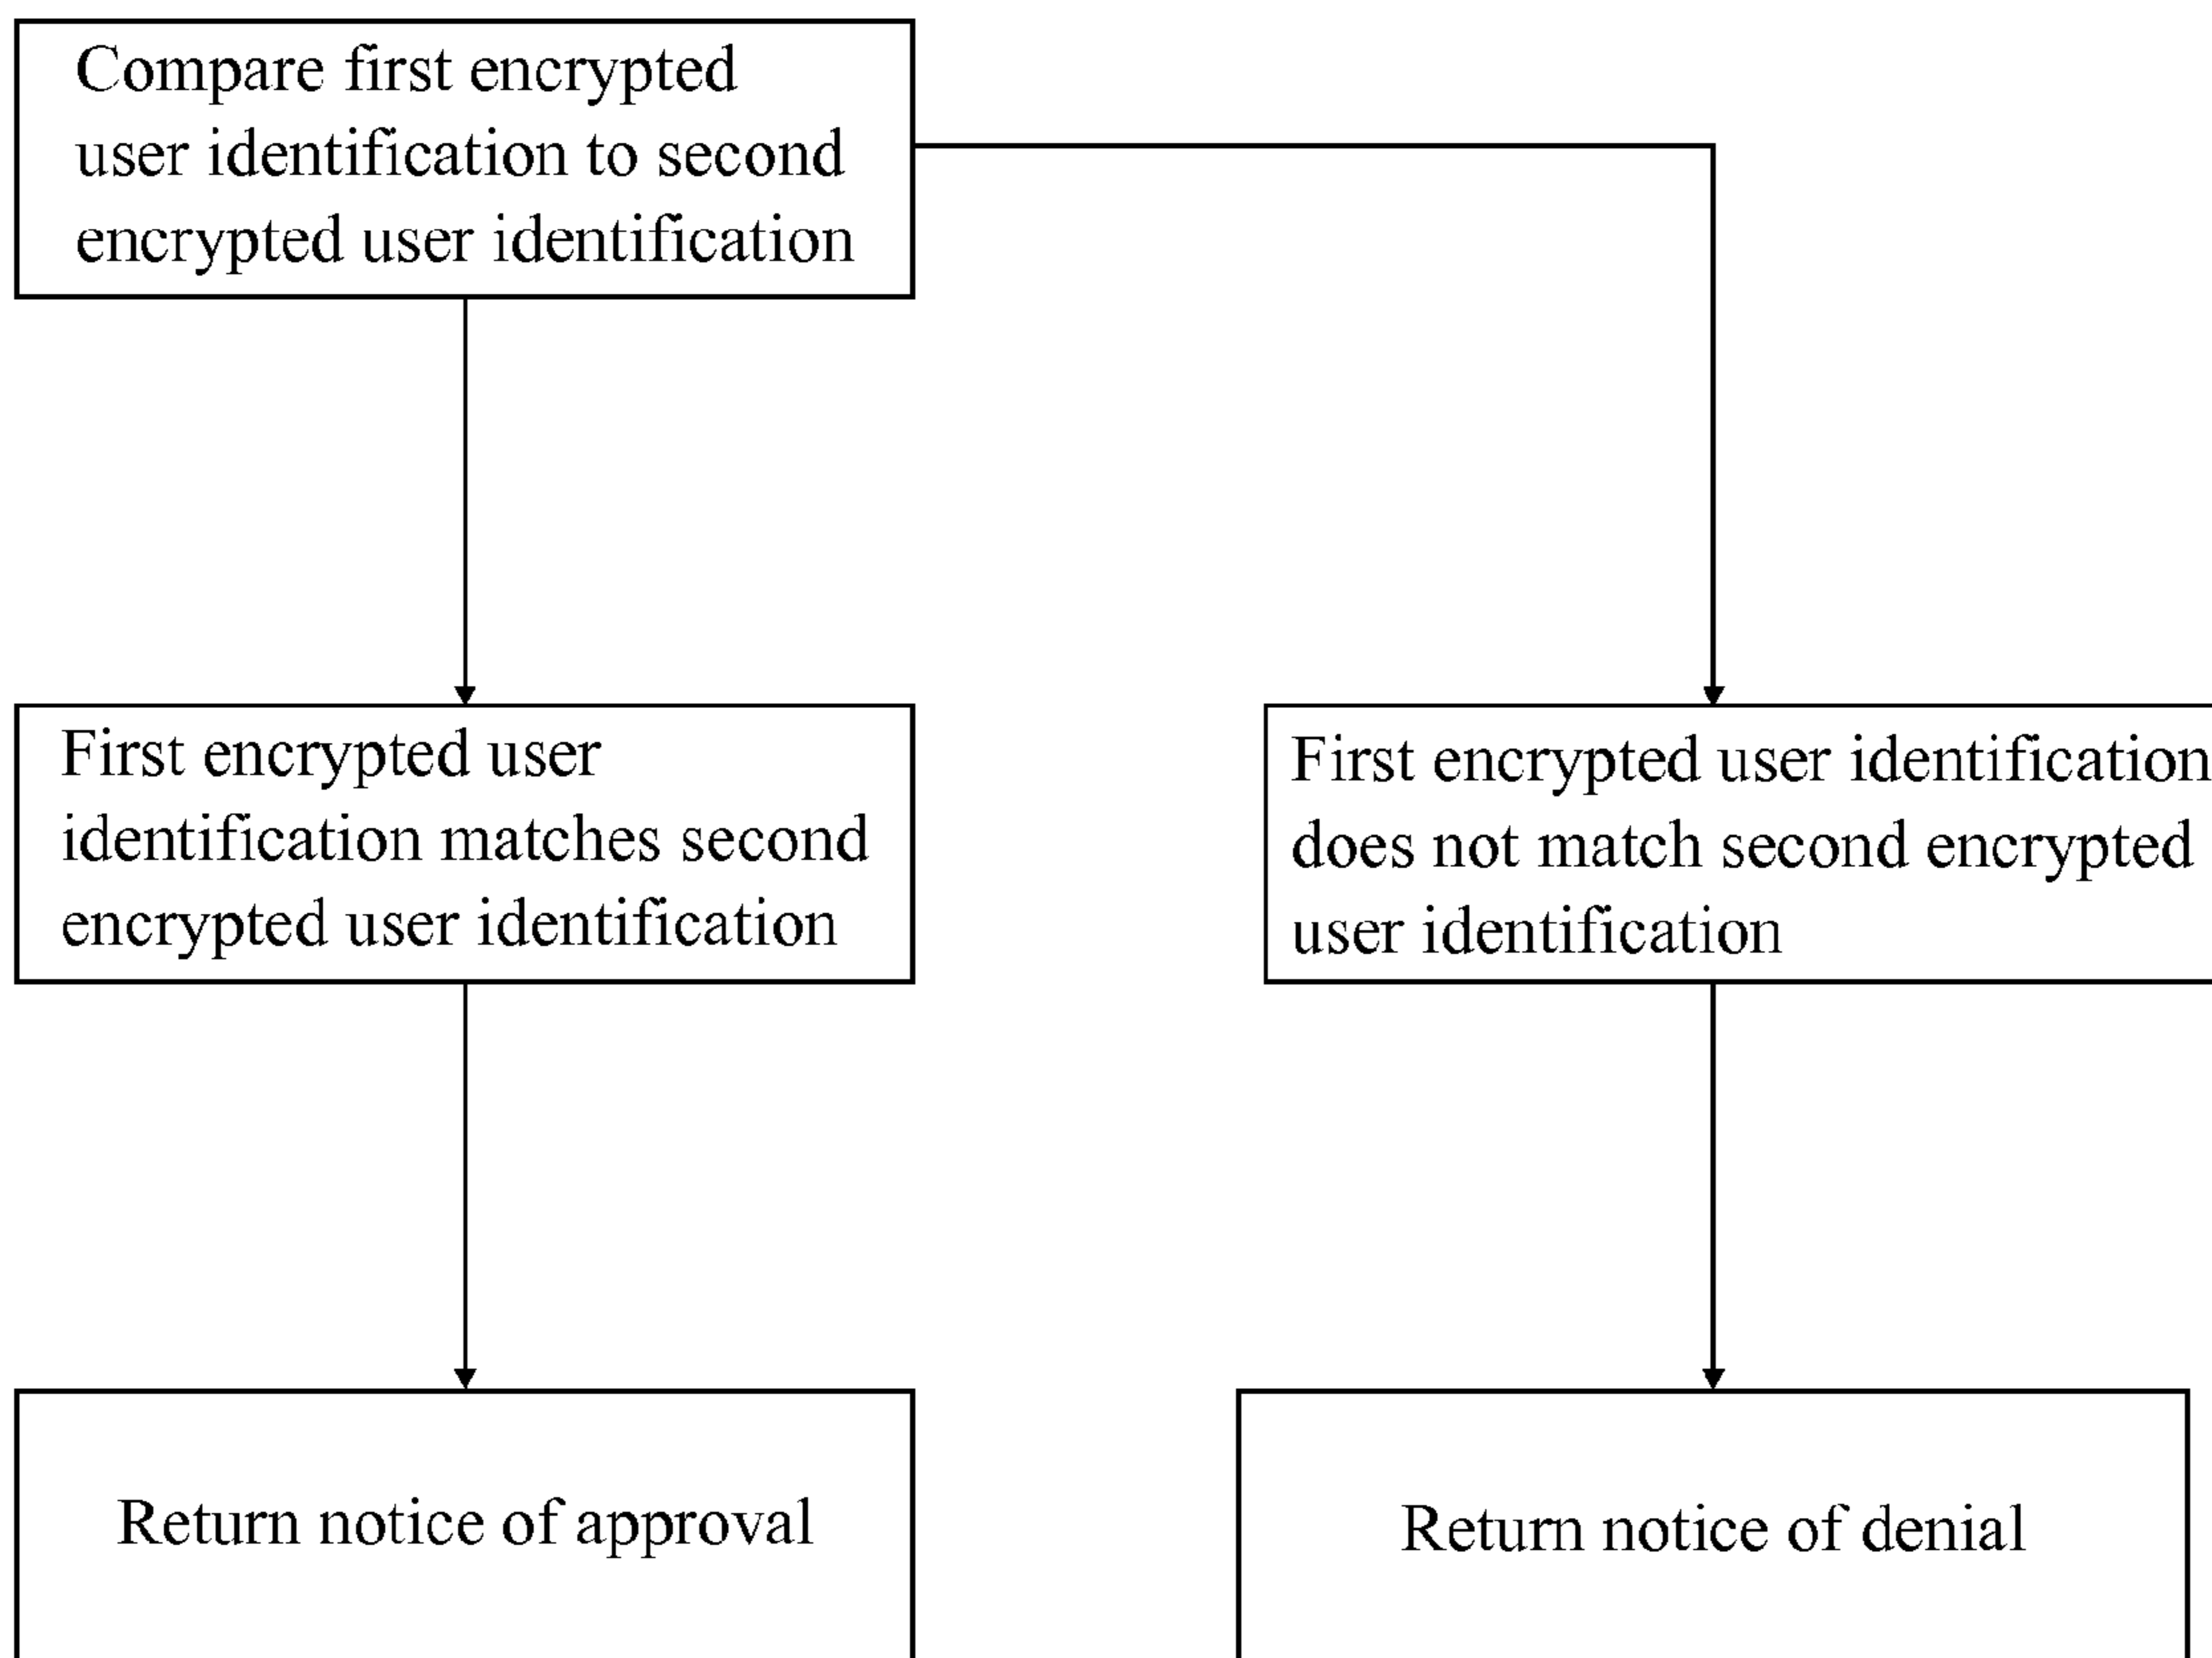 Compare first encrypted
user identification to second
encrypted user identification
First encrypted user
identification matches second
encrypted user identification
First encrypted user identification
does not match second encrypted
user identification
Return notice of approval
Return notice of denial